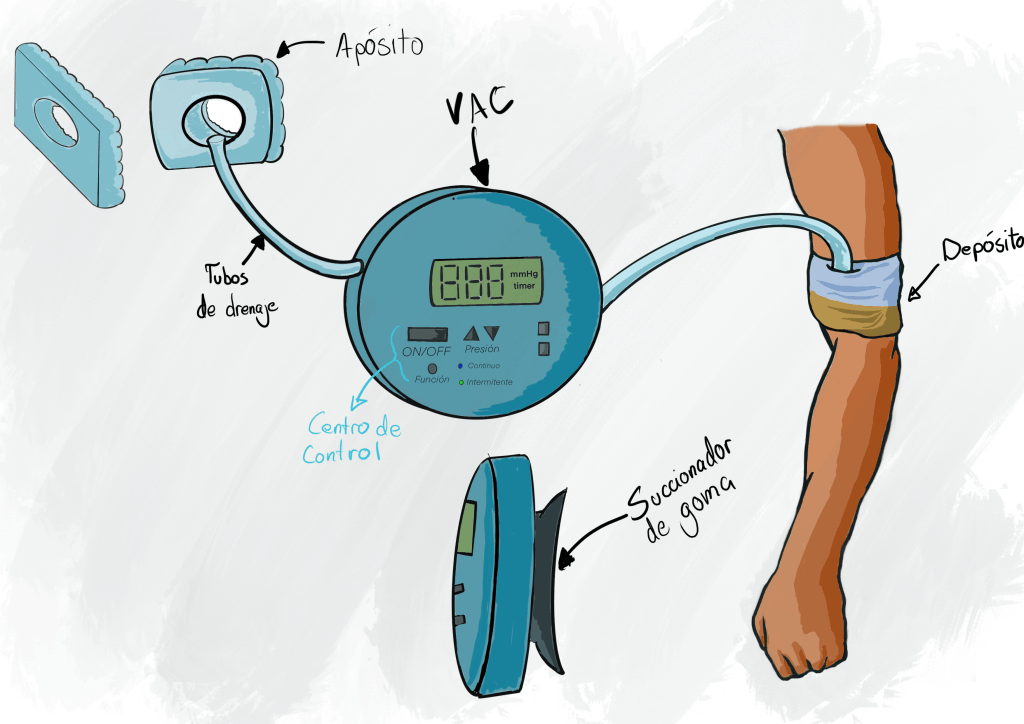 Apósito
VAC
Depósito
Tubos
de drenaje
888 mmHg
timer
ON/OFF
Presión
Función
Continuo
Intermitente
Centro de
Control
Succionador
de goma